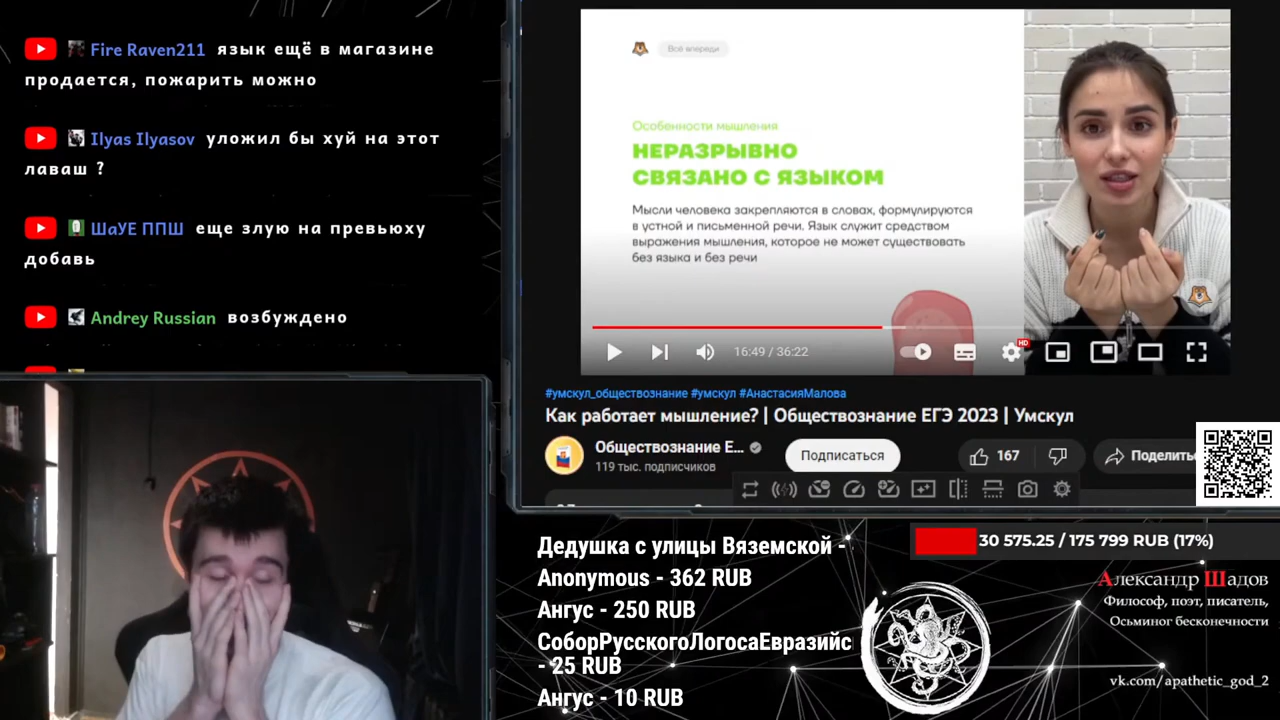 Fire Raven211 язык ещё в магазине
продается, пожарить можно
Ilyas Ilyasov уложил бы хуй на этот
лаваш ?
ШаУЕ ППШ еще злую на превьюху
добавь
Andrey Russian возбуждено
Всё впереди
Особенности мышления
НЕРАЗРЫВНО
СВЯЗАНО С ЯЗЫКОМ
Мысли человека закрепляются в словах, формулируются
в устной и письменной речи. Язык служит средством
выражения мышления, которое не может существовать
без языка и без речи
16:49 / 36:22
HD
#умскул_обществознание #умскул #АнастасияМалова
Как работает мышление? | Обществознание ЕГЭ 2023 | Умскул
Обществознание Е...
119 тыс. подписчиков
Подписаться
167
Поделить
Дедушка с улицы Вяземской -
Anonymous - 362 RUB
Ангус - 250 RUB
СоборРусскогоЛогосаЕвразийс
- 25 RUB
Ангус - 10 RUB
30 575.25 / 175 799 RUB (17%)
Александр Шадов
Философ, поэт, писатель,
Осьминог бесконечности
vk.com/apathetic_god_2